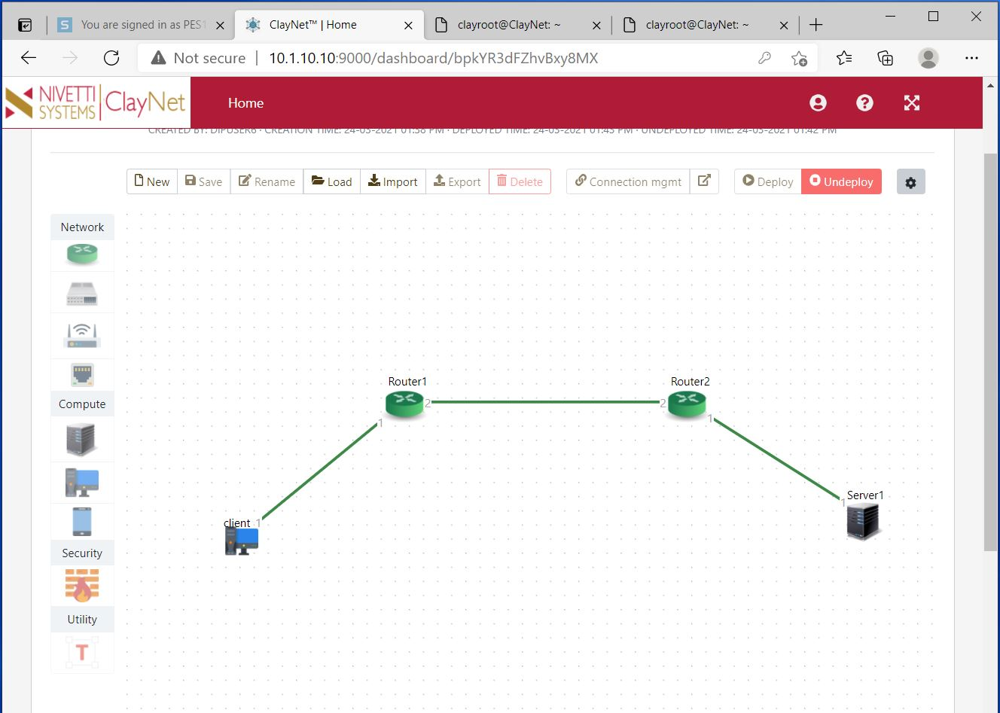 You are signed in as PES1
ClayNet™ | Home
clayroot@ClayNet: ~
clayroot@ClayNet: ~
Not secure | 10.1.10.10:9000/dashboard/bpkYR3dFZhvBxy8MX
NIVETTI SYSTEMS ClayNet
Home
CREATED BY: DIPUSER6 · CREATION TIME: 24-03-2021 01:38 PM · DEPLOYED TIME: 24-03-2021 01:43 PM · UNDEPLOYED TIME: 24-03-2021 01:42 PM
New Save Rename Load Import Export Delete Connection mgmt Deploy Undeploy
Network
Compute
Security
Utility
T
Router1
Router2
2
2
1
1
Server1
1
client 1